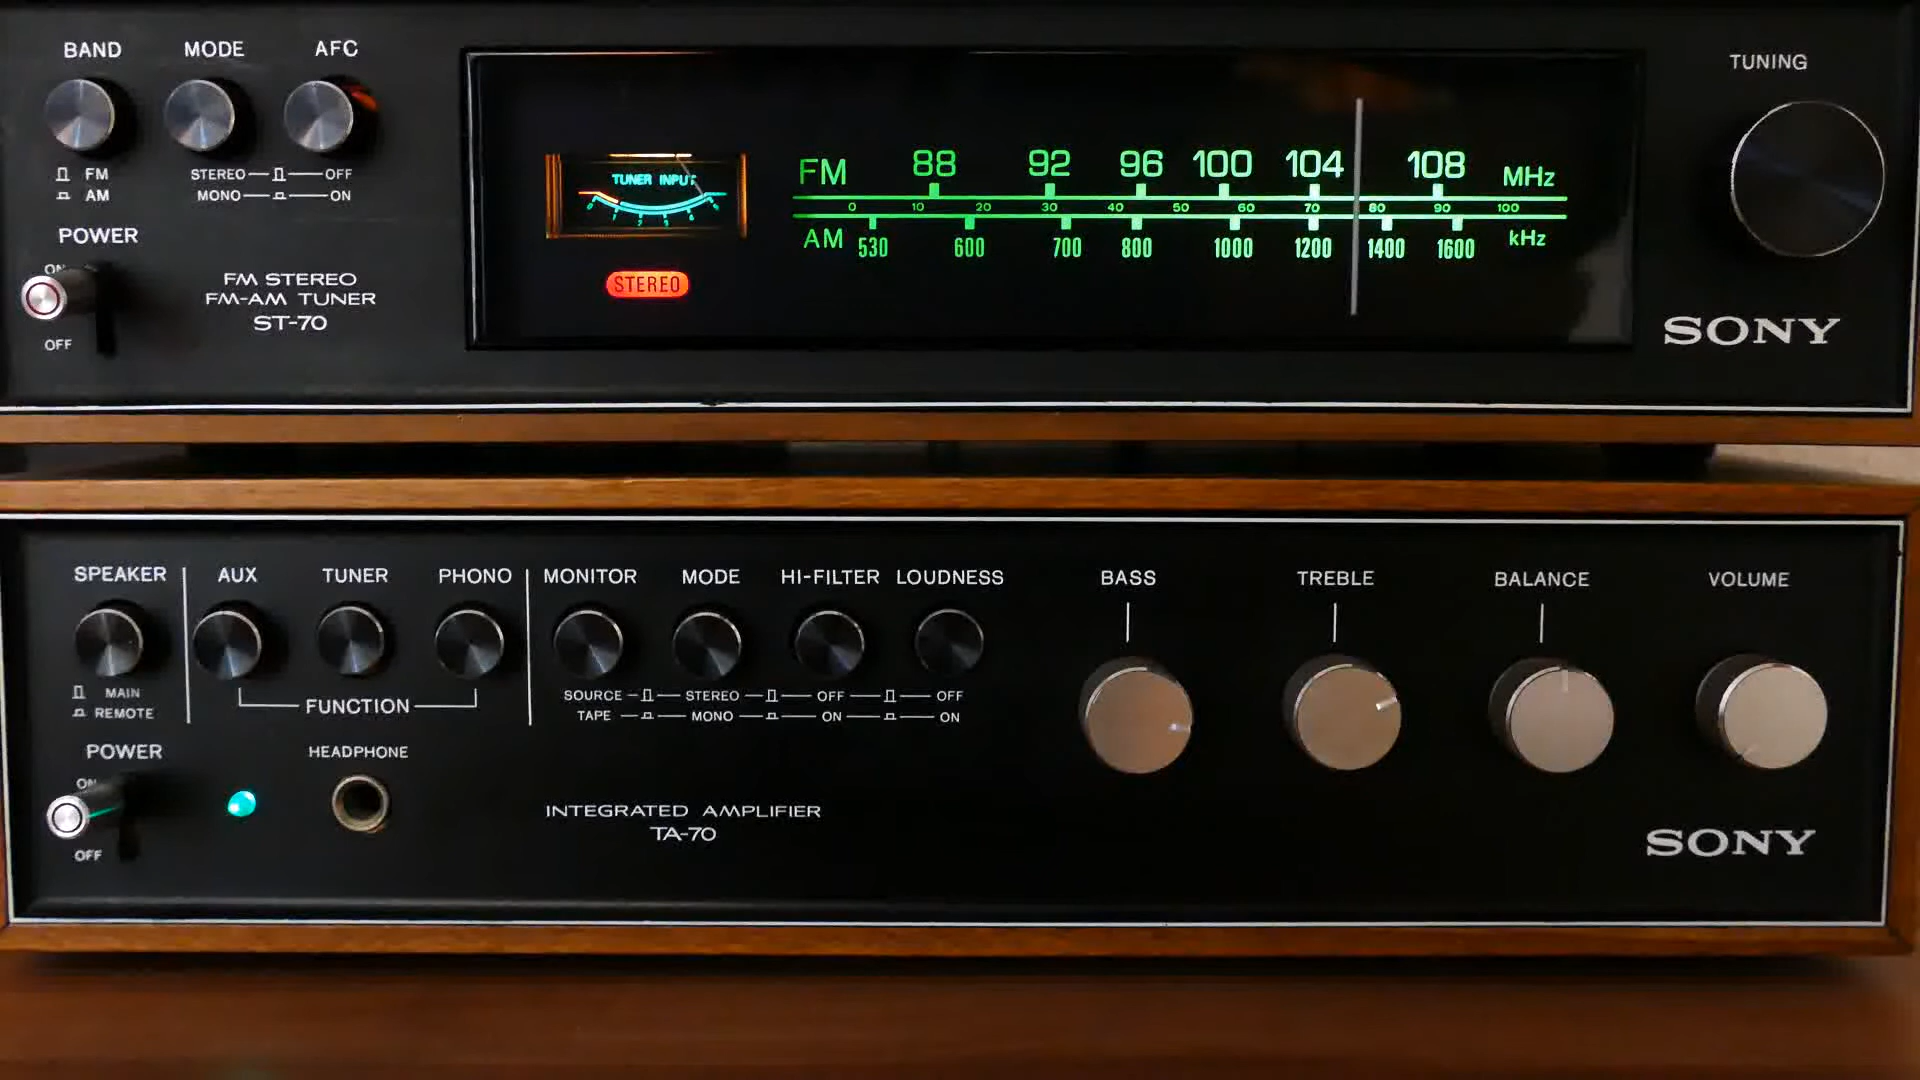 BAND MODE AFC
FM STEREO OFF
AM MONO ON
POWER
ON
OFF
FM STEREO
FM-AM TUNER
ST-70
TUNER INPUT
STEREO
FM 88 92 96 100 104 108 MHz
0 10 20 30 40 50 60 70 80 90 100
AM 530 600 700 800 1000 1200 1400 1600 kHz
TUNING
SONY
SPEAKER AUX TUNER PHONO MONITOR MODE HI-FILTER LOUDNESS BASS TREBLE BALANCE VOLUME
MAIN
REMOTE
FUNCTION
SOURCE STEREO OFF OFF
TAPE MONO ON ON
POWER
ON
OFF
HEADPHONE
INTEGRATED AMPLIFIER
TA-70
SONY